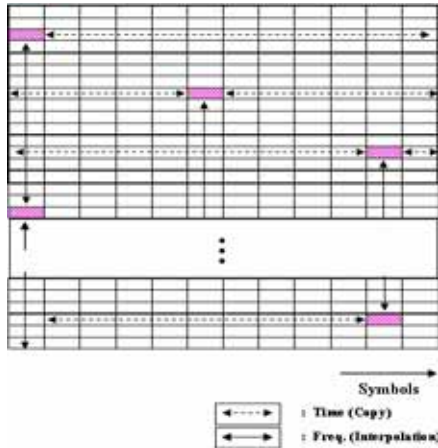 Symbols
: Time (Copy)
: Freq. (Interpolation)